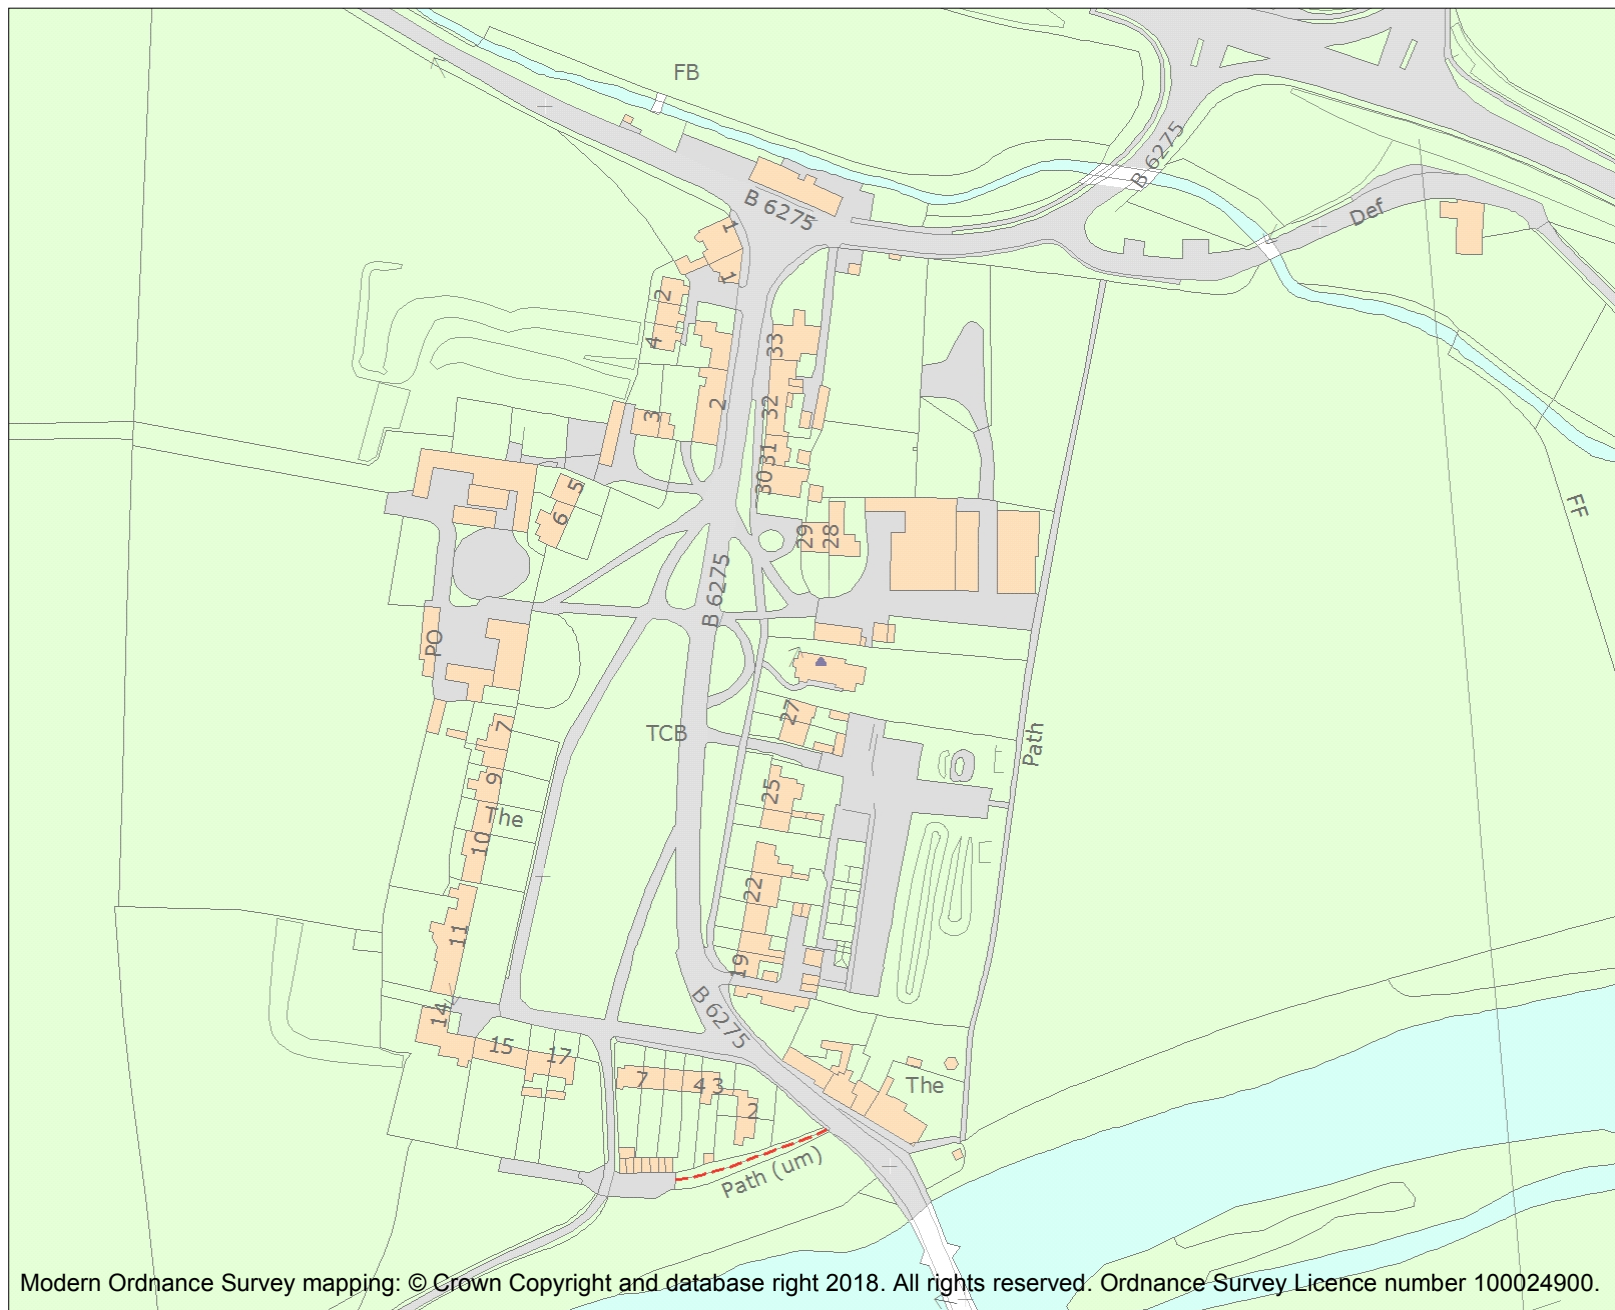 FB
B 6275
B 6275
Def
1
1
2
4
33
2
3
32
31
30
5
6
29
28
FF
B 6275
PO
27
7
TCB
Path
9
25
The
10
22
11
19
14
B 6275
15
17
7
4
3
2
The
Path (um)
Modern Ordnance Survey mapping: © Crown Copyright and database right 2018. All rights reserved. Ordnance Survey Licence number 100024900.